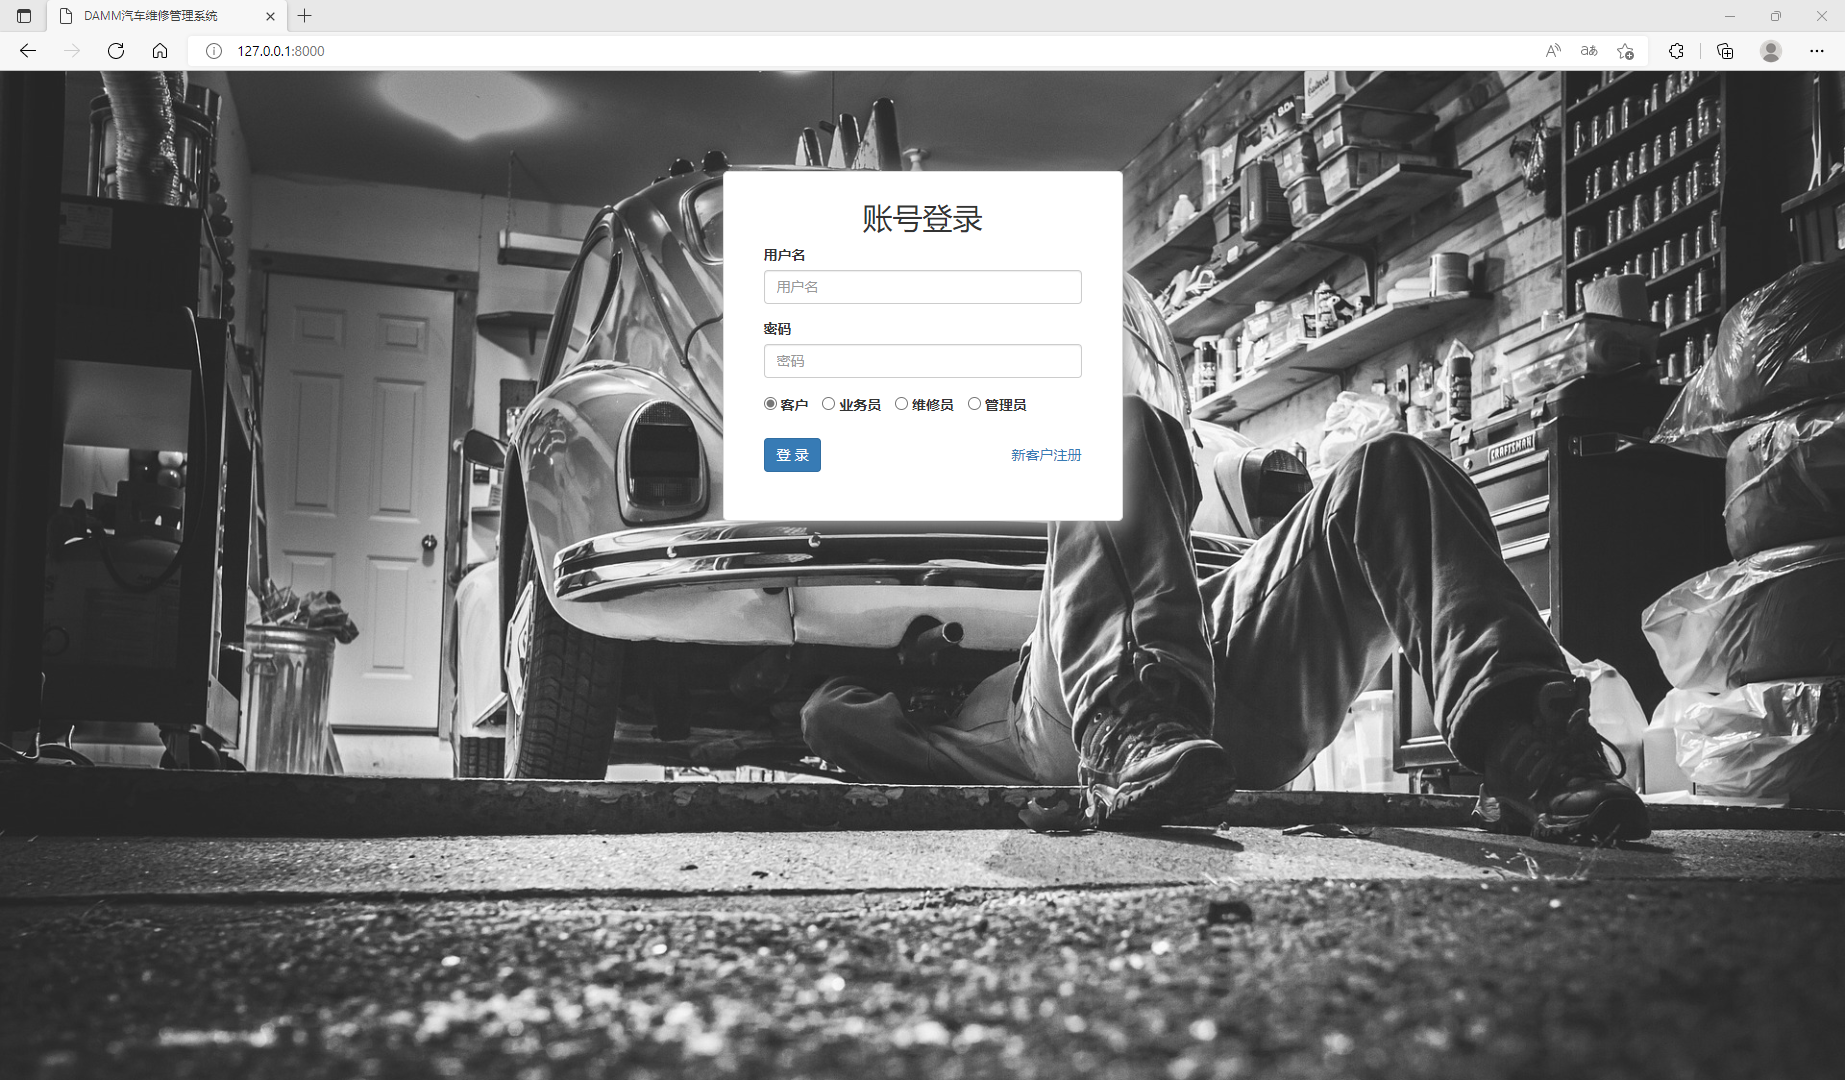 DAMM汽车维修管理系统
127.0.0.1:8000
账号登录
用户名
用户名
密码
密码
客户 业务员 维修员 管理员
登 录 新客户注册
CRAFTSMAN